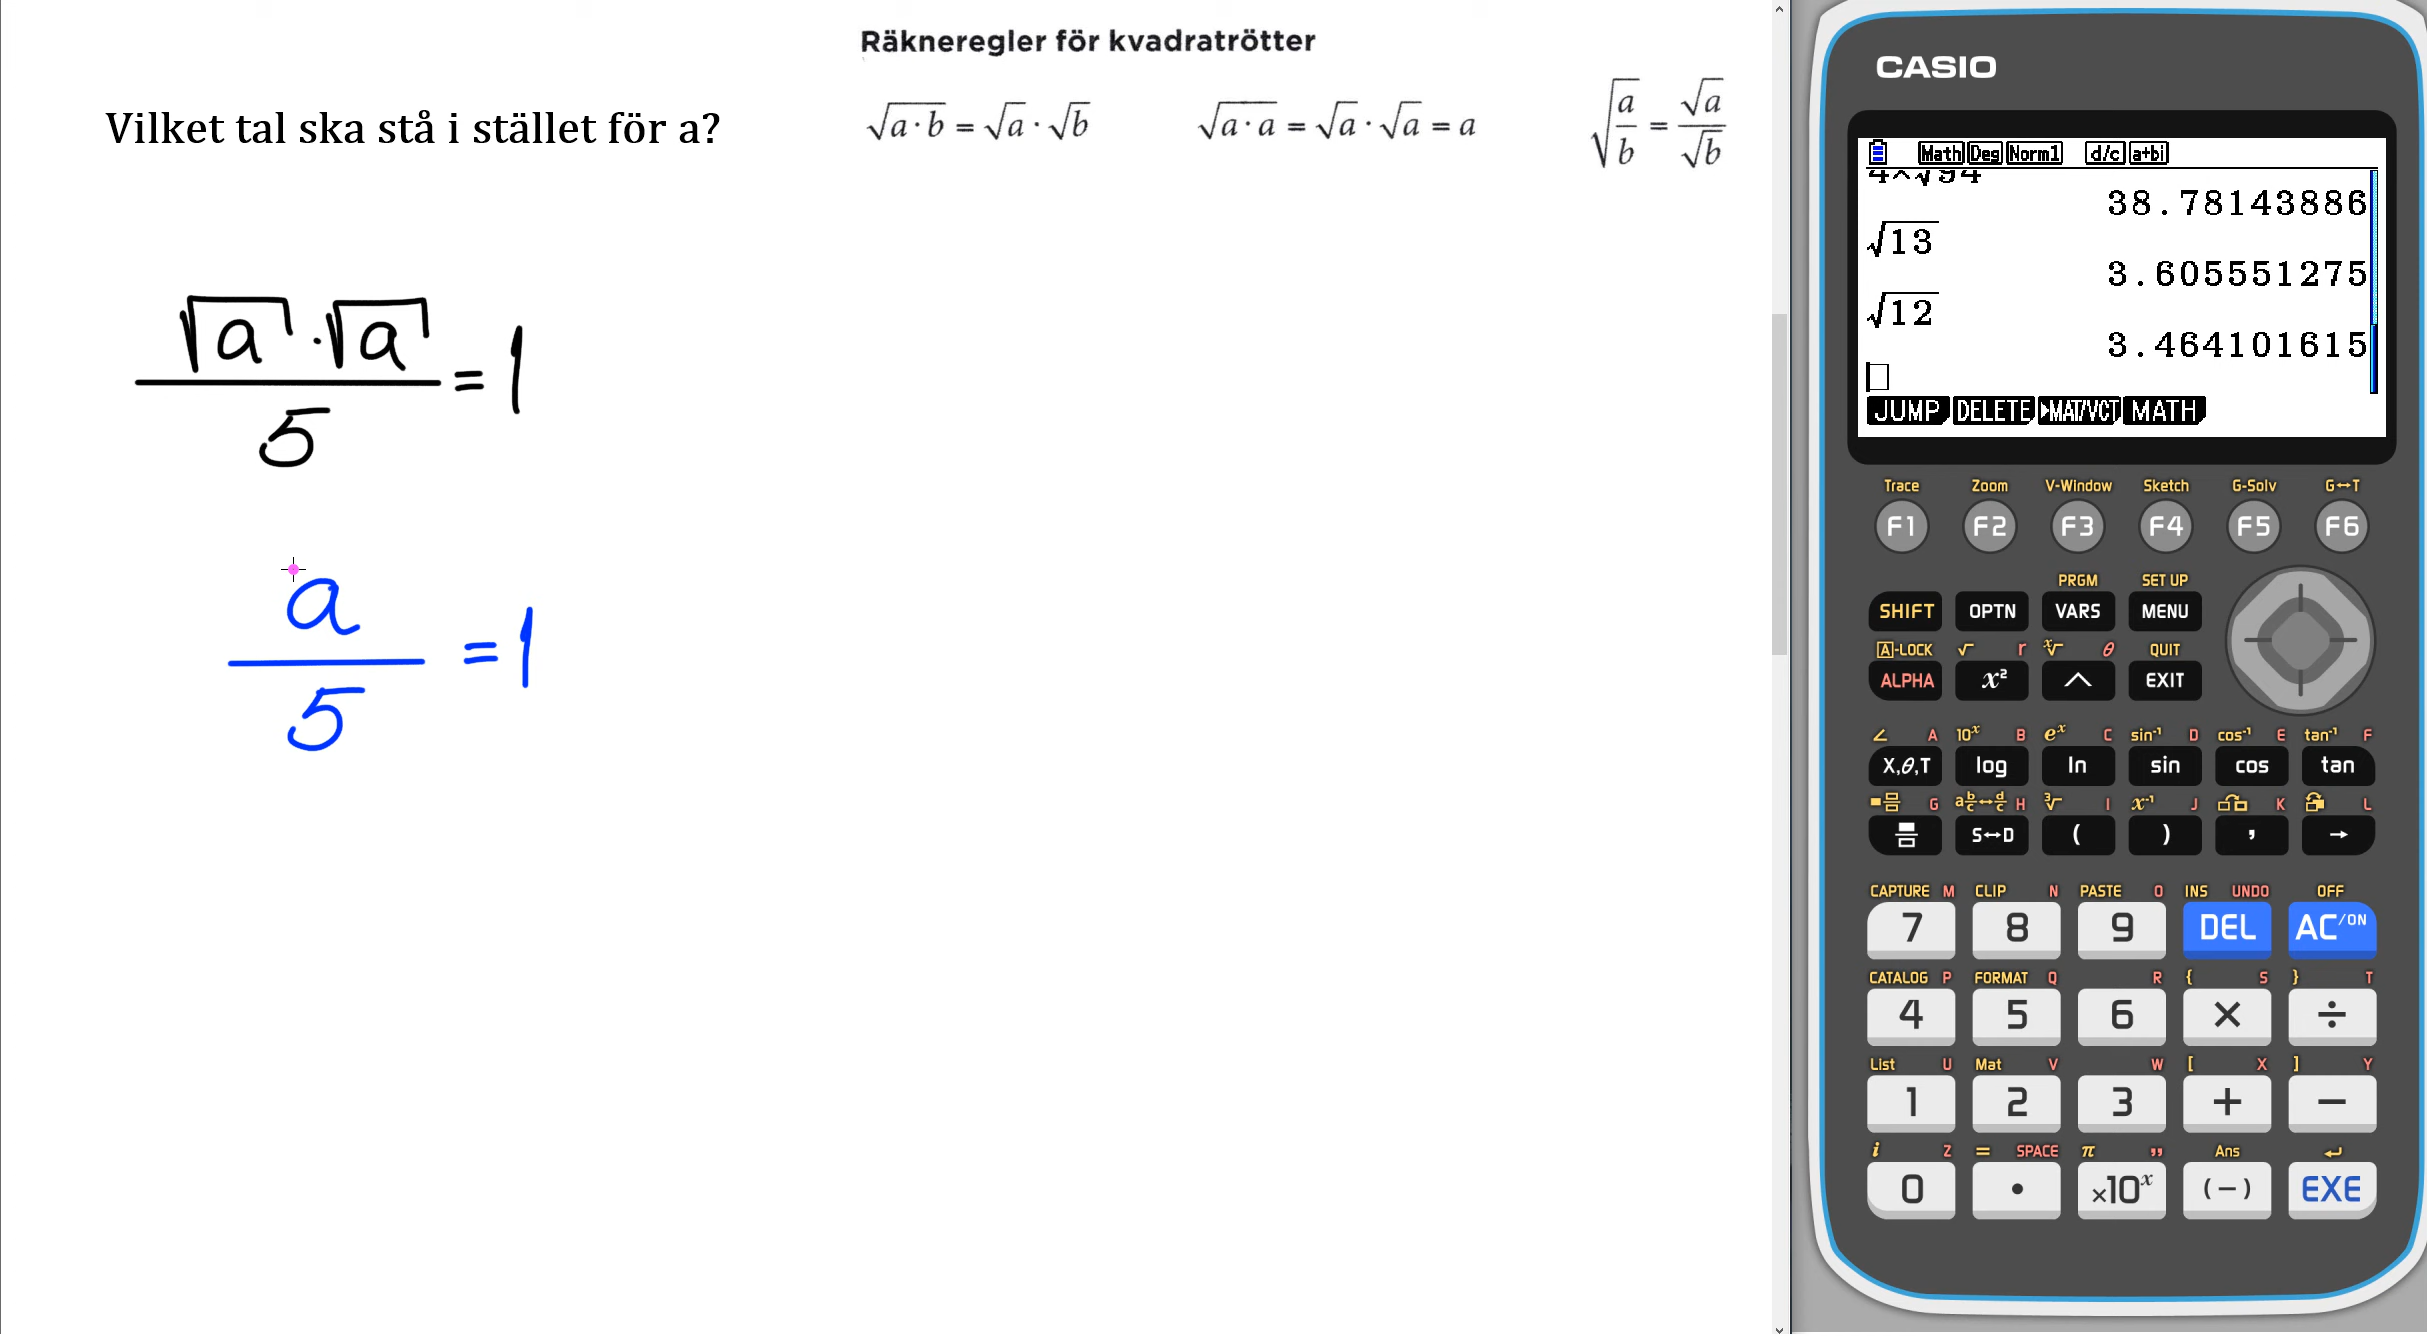 Räkneregler för kvadratrötter
Vilket tal ska stå i stället för a?
√(a · b) = √a · √b
√(a · a) = √a · √a = a
√(a/b) = √a/√b
(√a · √a)/5 = 1
a/5 = 1
CASIO
Math Deg Norm1 d/c a+bi
4×√94
38.78143886
√13
3.605551275
√12
3.464101615
JUMP DELETE ▶MAT/VCT MATH
Trace Zoom V-Window Sketch G-Solv G↔T
F1 F2 F3 F4 F5 F6
PRGM SET UP
SHIFT OPTN VARS MENU
A-LOCK √ r ˣ√ θ QUIT
ALPHA x² ^ EXIT
∠ A 10ˣ B eˣ C sin⁻¹ D cos⁻¹ E tan⁻¹ F
X,θ,T log ln sin cos tan
G a b/c↔d/c H ³√ I x⁻¹ J K L
S↔D ( ) , →
CAPTURE M CLIP N PASTE O INS UNDO OFF
7 8 9 DEL AC/ON
CATALOG P FORMAT Q R { S } T
4 5 6 × ÷
List U Mat V W [ X ] Y
1 2 3 + −
i Z = SPACE π " Ans ↵
0 • ×10ˣ (−) EXE